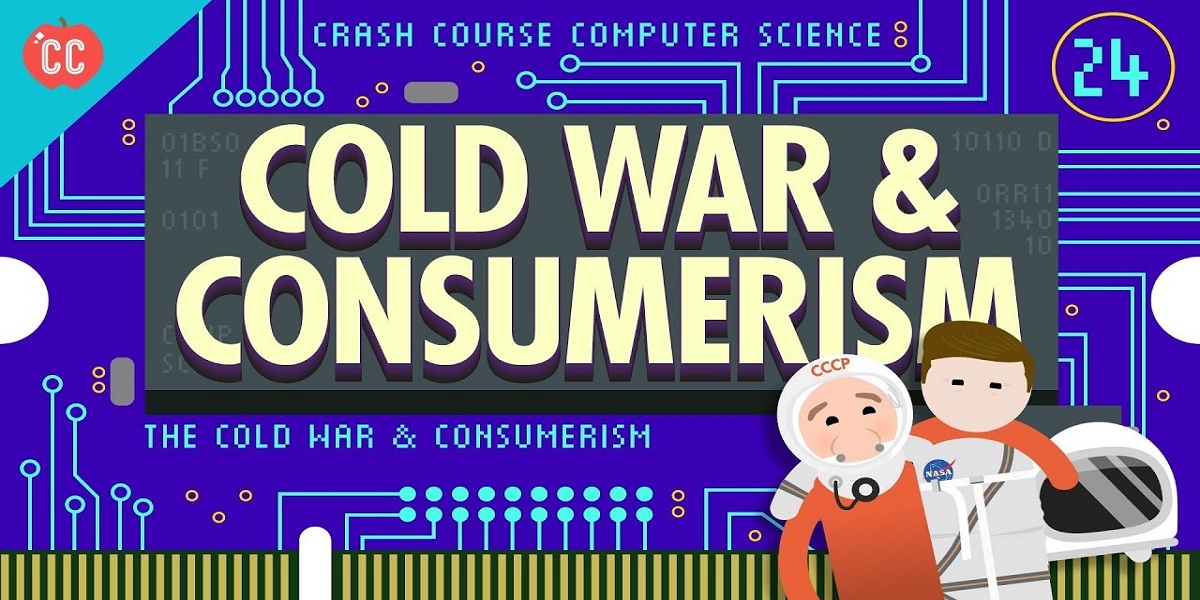 CC
CRASH COURSE COMPUTER SCIENCE
24
01BS0
11 F
0101
10110 D
0RR11
1340
10
COLD WAR &
CONSUMERISM
THE COLD WAR & CONSUMERISM
CCCP
NASA